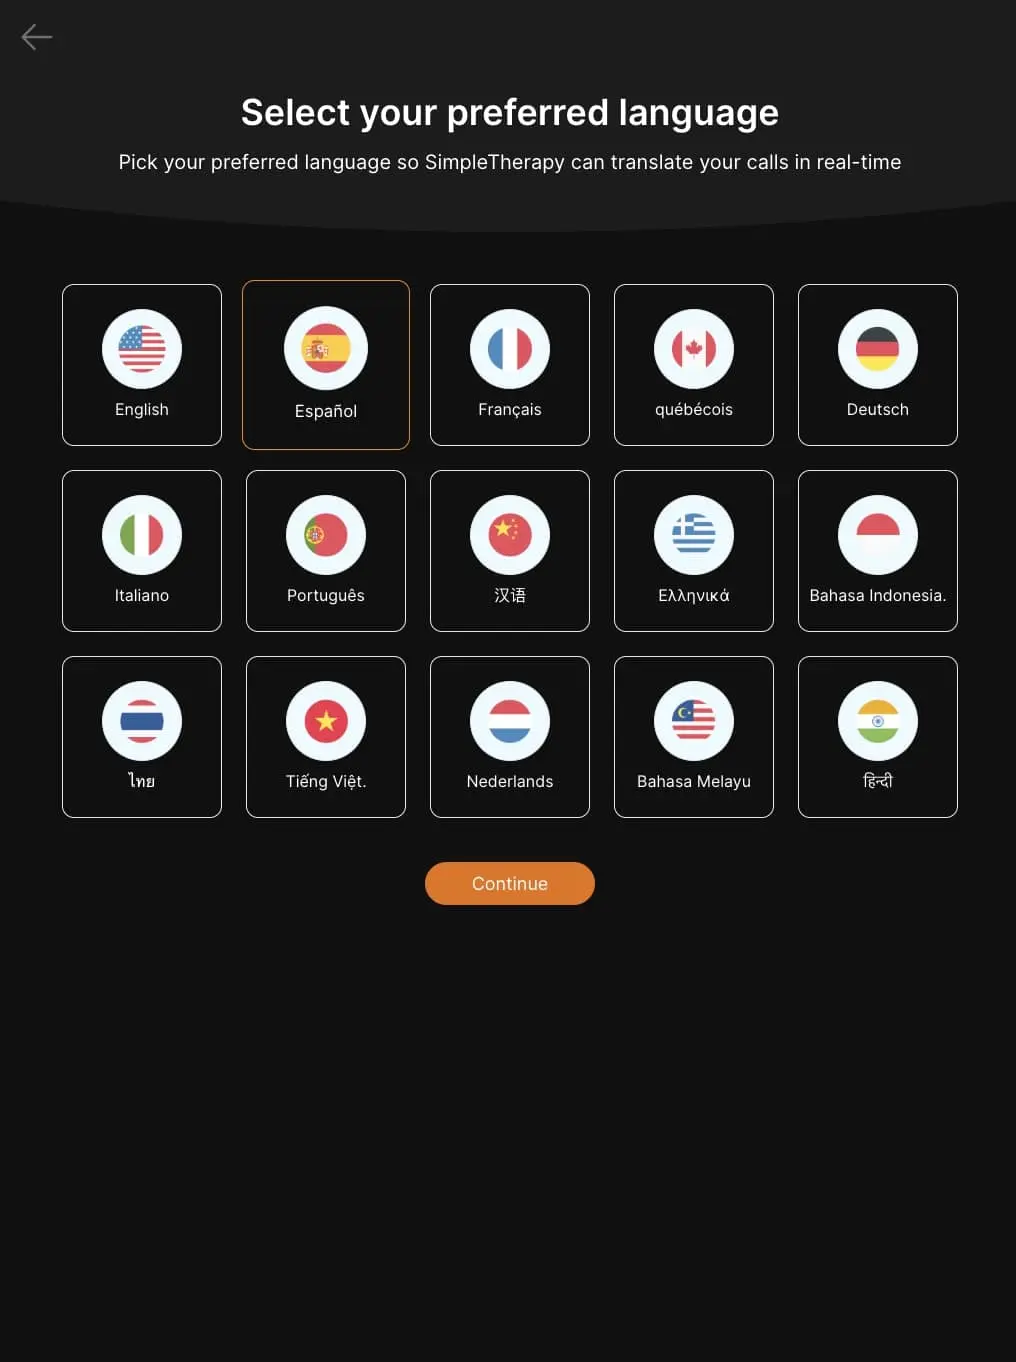 Select your preferred language
Pick your preferred language so SimpleTherapy can translate your calls in real-time
English
Español
Français
québécois
Deutsch
Italiano
Português
汉语
Ελληνικά
Bahasa Indonesia.
ไทย
Tiếng Việt.
Nederlands
Bahasa Melayu
हिन्दी
Continue